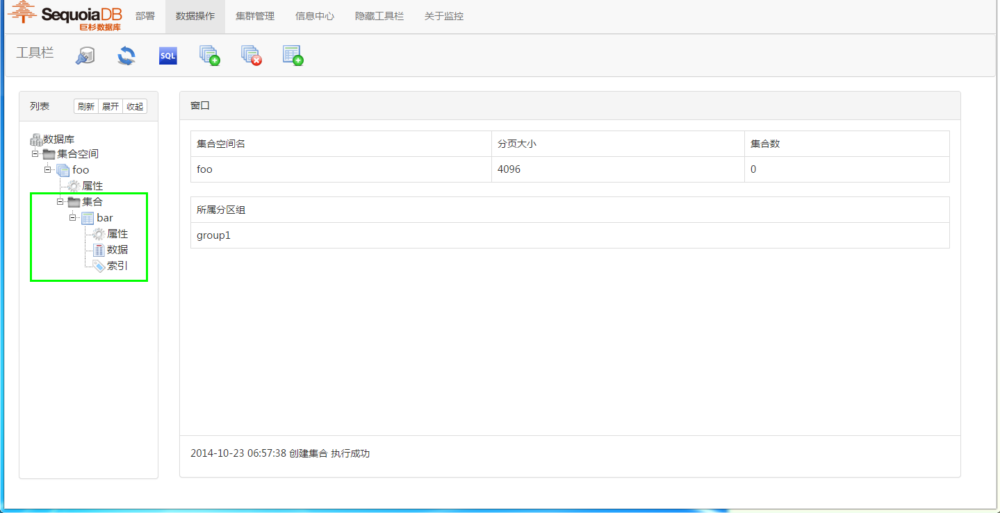 SequoiaDB
巨杉数据库
部署 数据操作 集群管理 信息中心 隐藏工具栏 关于监控
工具栏 SQL
列表 刷新 展开 收起
数据库
集合空间
foo
属性
集合
bar
属性
数据
索引
窗口
集合空间名 分页大小 集合数
foo 4096 0
所属分区组
group1
2014-10-23 06:57:38 创建集合 执行成功